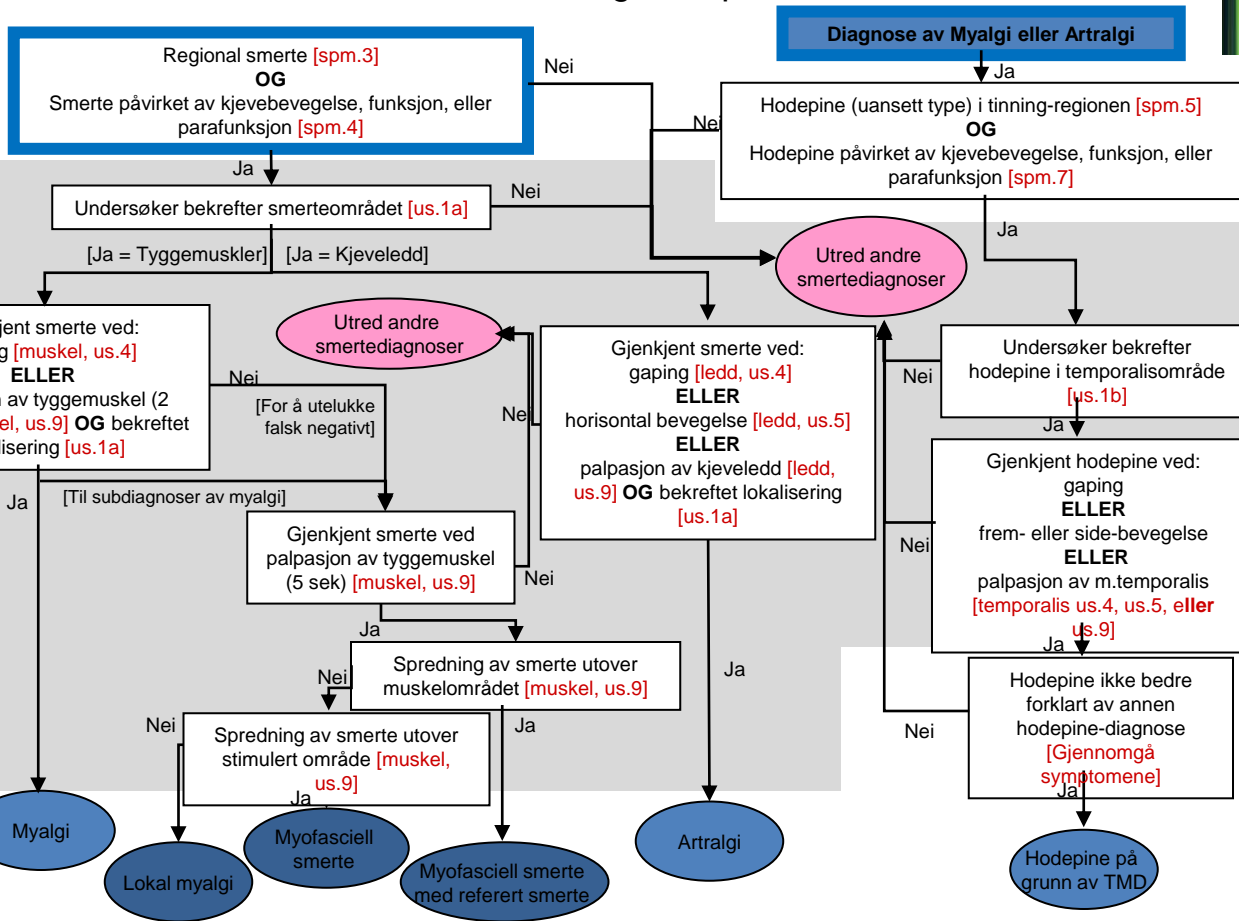 Diagnose av Myalgi eller Artralgi
Regional smerte [spm.3]
OG
Smerte påvirket av kjevebevegelse, funksjon, eller
parafunksjon [spm.4]
Nei
Ja
Hodepine (uansett type) i tinning-regionen [spm.5]
OG
Hodepine påvirket av kjevebevegelse, funksjon, eller
parafunksjon [spm.7]
Nei
Ja
Undersøker bekrefter smerteområdet [us.1a]
Nei
Ja
[Ja = Tyggemuskler]
[Ja = Kjeveledd]
Utred andre
smertediagnoser
jent smerte ved:
g [muskel, us.4]
ELLER
n av tyggemuskel (2
el, us.9] OG bekreftet
lisering [us.1a]
Nei
[For å utelukke
falsk negativt]
Ja
[Til subdiagnoser av myalgi]
Utred andre
smertediagnoser
Gjenkjent smerte ved:
gaping [ledd, us.4]
ELLER
horisontal bevegelse [ledd, us.5]
ELLER
palpasjon av kjeveledd [ledd,
us.9] OG bekreftet lokalisering
[us.1a]
Nei
Ja
Undersøker bekrefter
hodepine i temporalisområde
[us.1b]
Nei
Ja
Gjenkjent hodepine ved:
gaping
ELLER
frem- eller side-bevegelse
ELLER
palpasjon av m.temporalis
[temporalis us.4, us.5, eller
us.9]
Nei
Ja
Gjenkjent smerte ved
palpasjon av tyggemuskel
(5 sek) [muskel, us.9]
Nei
Ja
Spredning av smerte utover
muskelområdet [muskel, us.9]
Nei
Ja
Hodepine ikke bedre
forklart av annen
hodepine-diagnose
[Gjennomgå
symptomene]
Nei
Ja
Spredning av smerte utover
stimulert område [muskel,
us.9]
Nei
Ja
Myalgi
Lokal myalgi
Myofasciell
smerte
Myofasciell smerte
med referert smerte
Artralgi
Hodepine på
grunn av TMD